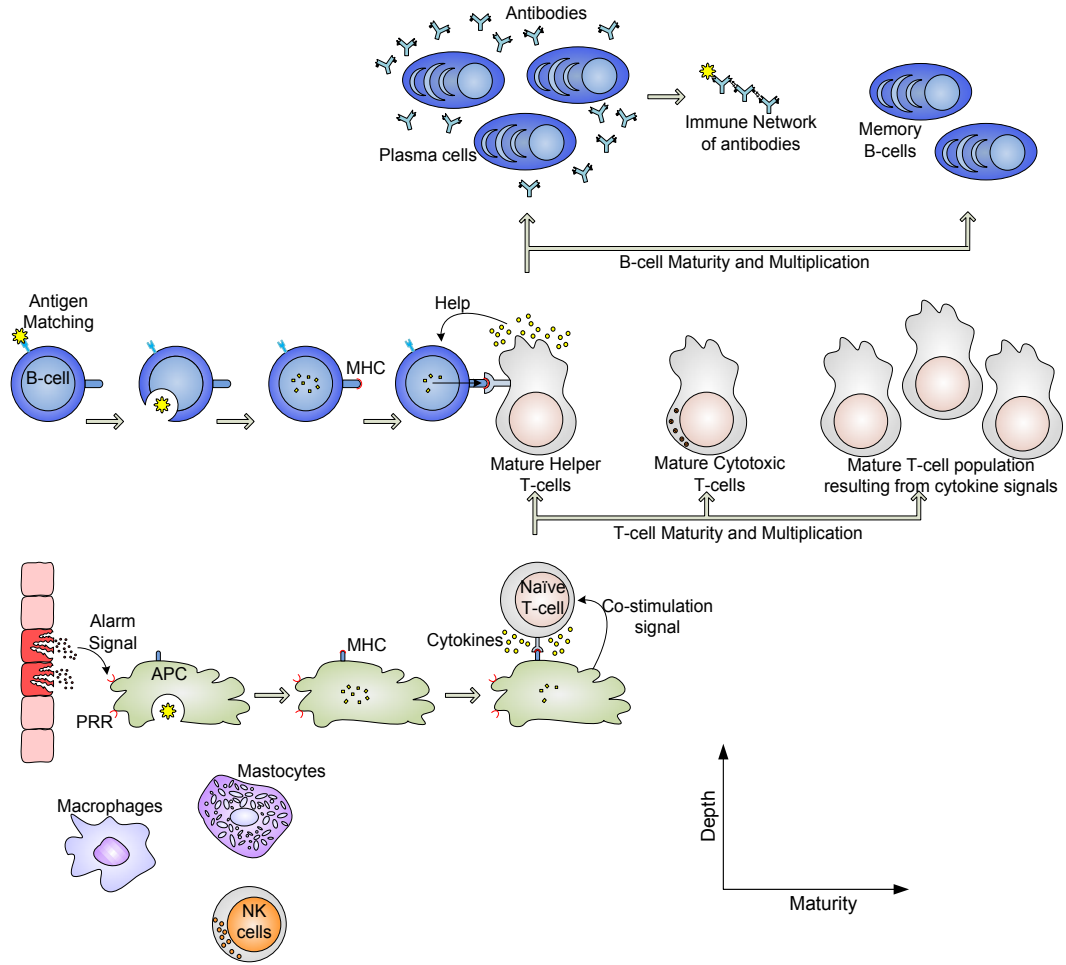 Antibodies
Plasma cells
Immune Network
of antibodies
Memory
B-cells
B-cell Maturity and Multiplication
Antigen
Matching
B-cell
MHC
Help
Mature Helper
T-cells
Mature Cytotoxic
T-cells
Mature T-cell population
resulting from cytokine signals
T-cell Maturity and Multiplication
Alarm
Signal
APC
PRR
MHC
Cytokines
Naïve
T-cell
Co-stimulation
signal
Macrophages
Mastocytes
NK
cells
Depth
Maturity